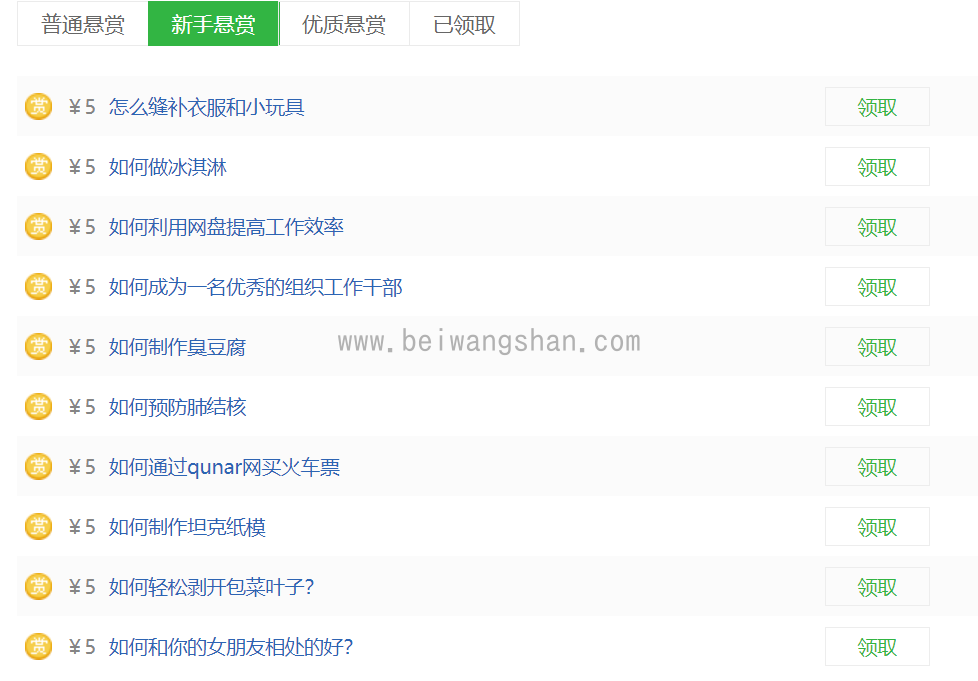 普通悬赏 新手悬赏 优质悬赏 已领取
赏 ¥5 怎么缝补衣服和小玩具 领取
赏 ¥5 如何做冰淇淋 领取
赏 ¥5 如何利用网盘提高工作效率 领取
赏 ¥5 如何成为一名优秀的组织工作干部 领取
赏 ¥5 如何制作臭豆腐 www.beiwangshan.com 领取
赏 ¥5 如何预防肺结核 领取
赏 ¥5 如何通过qunar网买火车票 领取
赏 ¥5 如何制作坦克纸模 领取
赏 ¥5 如何轻松剥开包菜叶子? 领取
赏 ¥5 如何和你的女朋友相处的好? 领取